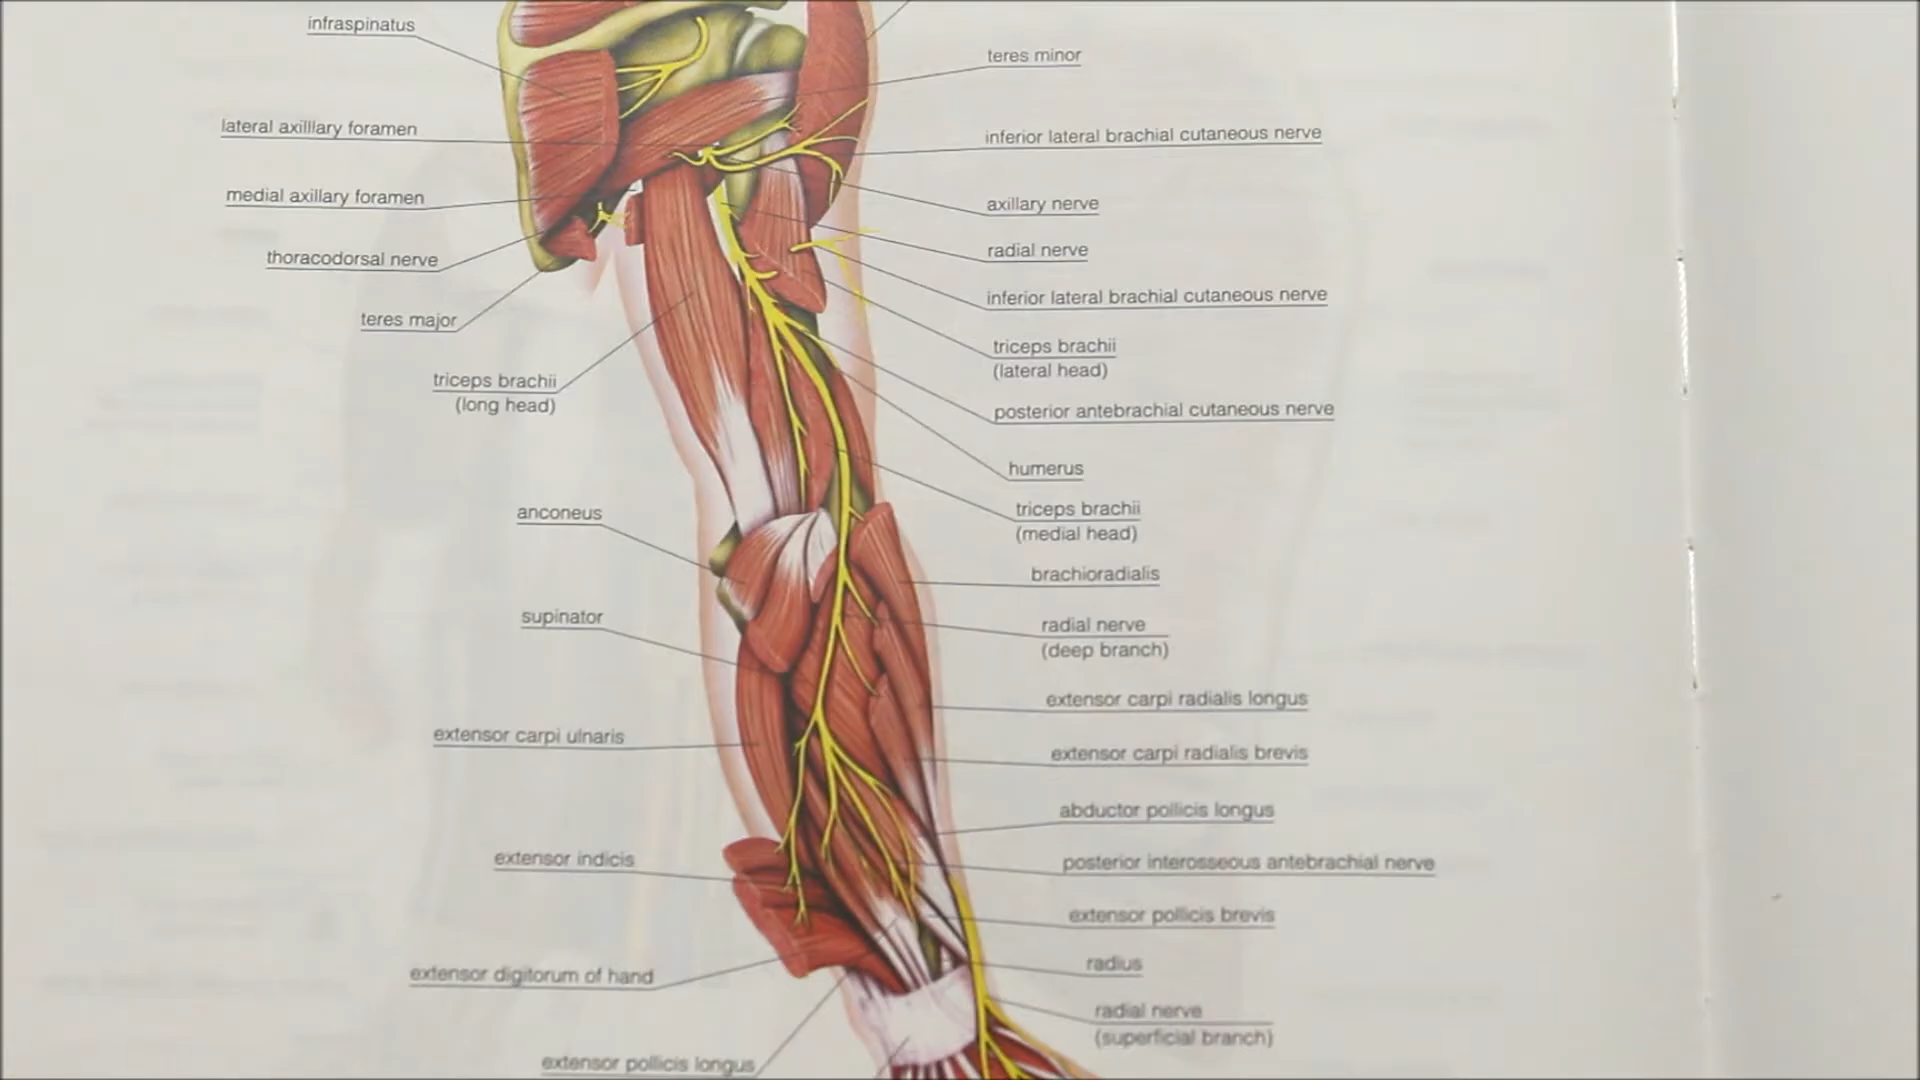 infraspinatus
lateral axilllary foramen
medial axillary foramen
thoracodorsal nerve
teres major
triceps brachii
(long head)
anconeus
supinator
extensor carpi ulnaris
extensor indicis
extensor digitorum of hand
extensor pollicis longus
teres minor
inferior lateral brachial cutaneous nerve
axillary nerve
radial nerve
inferior lateral brachial cutaneous nerve
triceps brachii
(lateral head)
posterior antebrachial cutaneous nerve
humerus
triceps brachii
(medial head)
brachioradialis
radial nerve
(deep branch)
extensor carpi radialis longus
extensor carpi radialis brevis
abductor pollicis longus
posterior interosseous antebrachial nerve
extensor pollicis brevis
radius
radial nerve
(superficial branch)